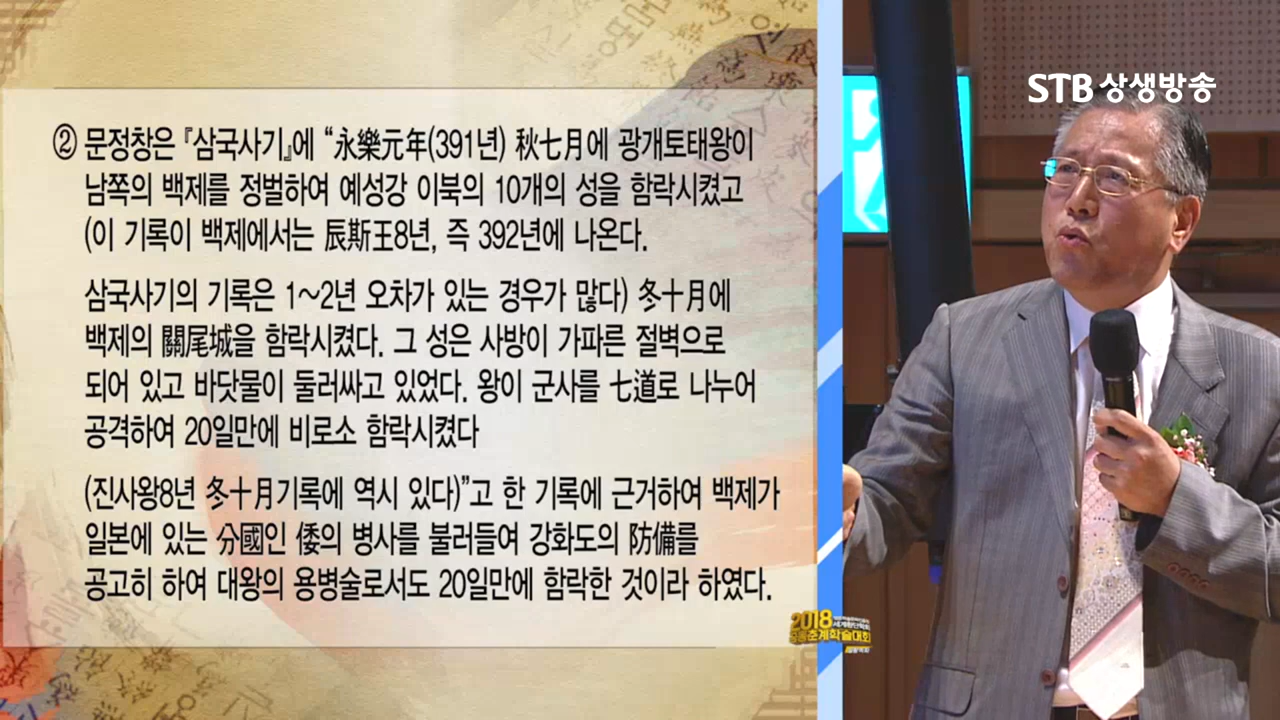 ② 문정창은 『삼국사기』에 “永樂元年(391년) 秋七月에 광개토태왕이
남쪽의 백제를 정벌하여 예성강 이북의 10개의 성을 함락시켰고
(이 기록이 백제에서는 辰斯王8년, 즉 392년에 나온다.
삼국사기의 기록은 1~2년 오차가 있는 경우가 많다) 冬十月에
백제의 關尾城을 함락시켰다. 그 성은 사방이 가파른 절벽으로
되어 있고 바닷물이 둘러싸고 있었다. 왕이 군사를 七道로 나누어
공격하여 20일만에 비로소 함락시켰다
(진사왕8년 冬十月기록에 역시 있다)”고 한 기록에 근거하여 백제가
일본에 있는 分國인 倭의 병사를 불러들여 강화도의 防備를
공고히 하여 대왕의 용병술로서도 20일만에 함락한 것이라 하였다.
STB 상생방송
2018
춘계학술대회